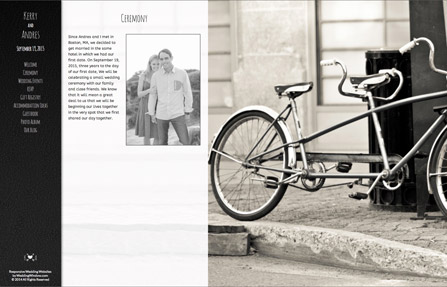 Kerry
and
Andres
September 19, 2015
Welcome
Ceremony
Wedding Events
RSVP
Gift Registry
Accommodation Dates
Guestbook
Photo Album
Our Blog
Responsive Wedding Websites
by WeddingWindow.com
© 2014 All Rights Reserved
Ceremony
Since Andres and I met in
Boston, MA, we decided to
get married in the same
hotel in which we had our
first date. On September 19,
2015, three years to the day
of our first date, we will be
celebrating a small wedding
ceremony with our family
and close friends. We know
that it will mean a great
deal to us that we will be
beginning our lives together
in the very spot that we first
shared our day.